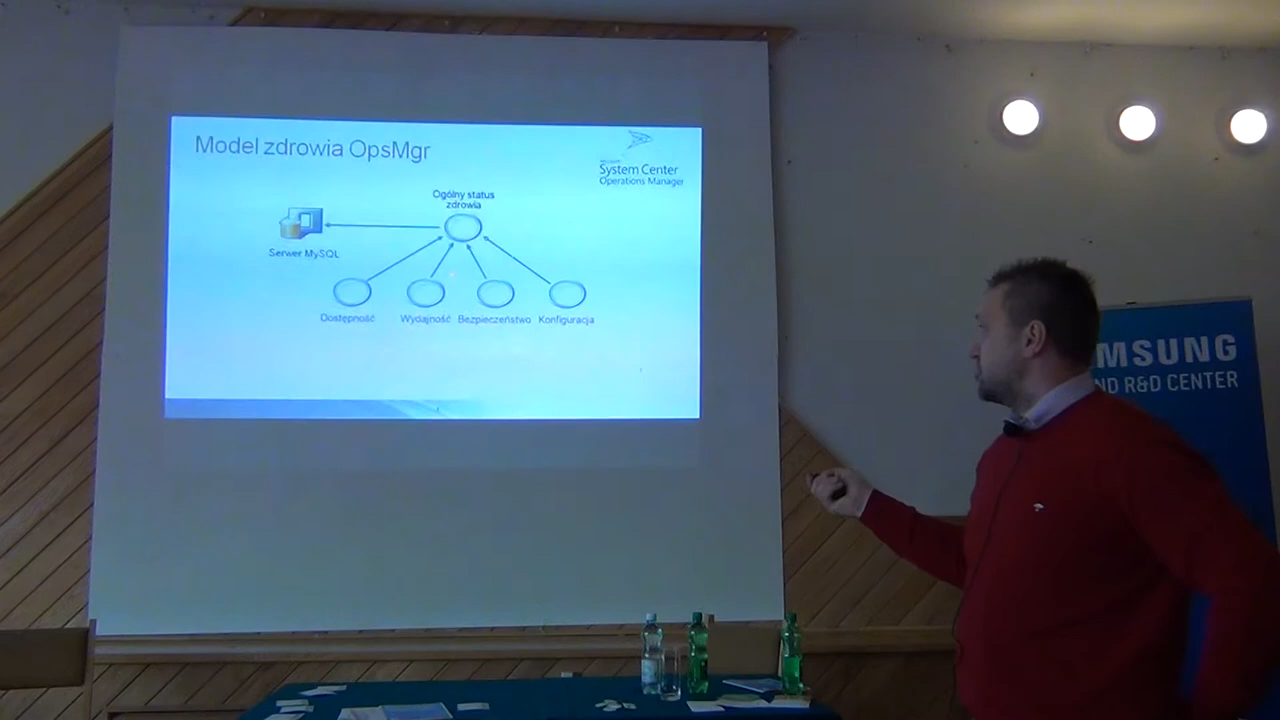 Model zdrowia OpsMgr
Microsoft
System Center
Operations Manager
Ogólny status
zdrowia
Serwer MySQL
Dostępność
Wydajność
Bezpieczeństwo
Konfiguracja
MSUNG
ND R&D CENTER